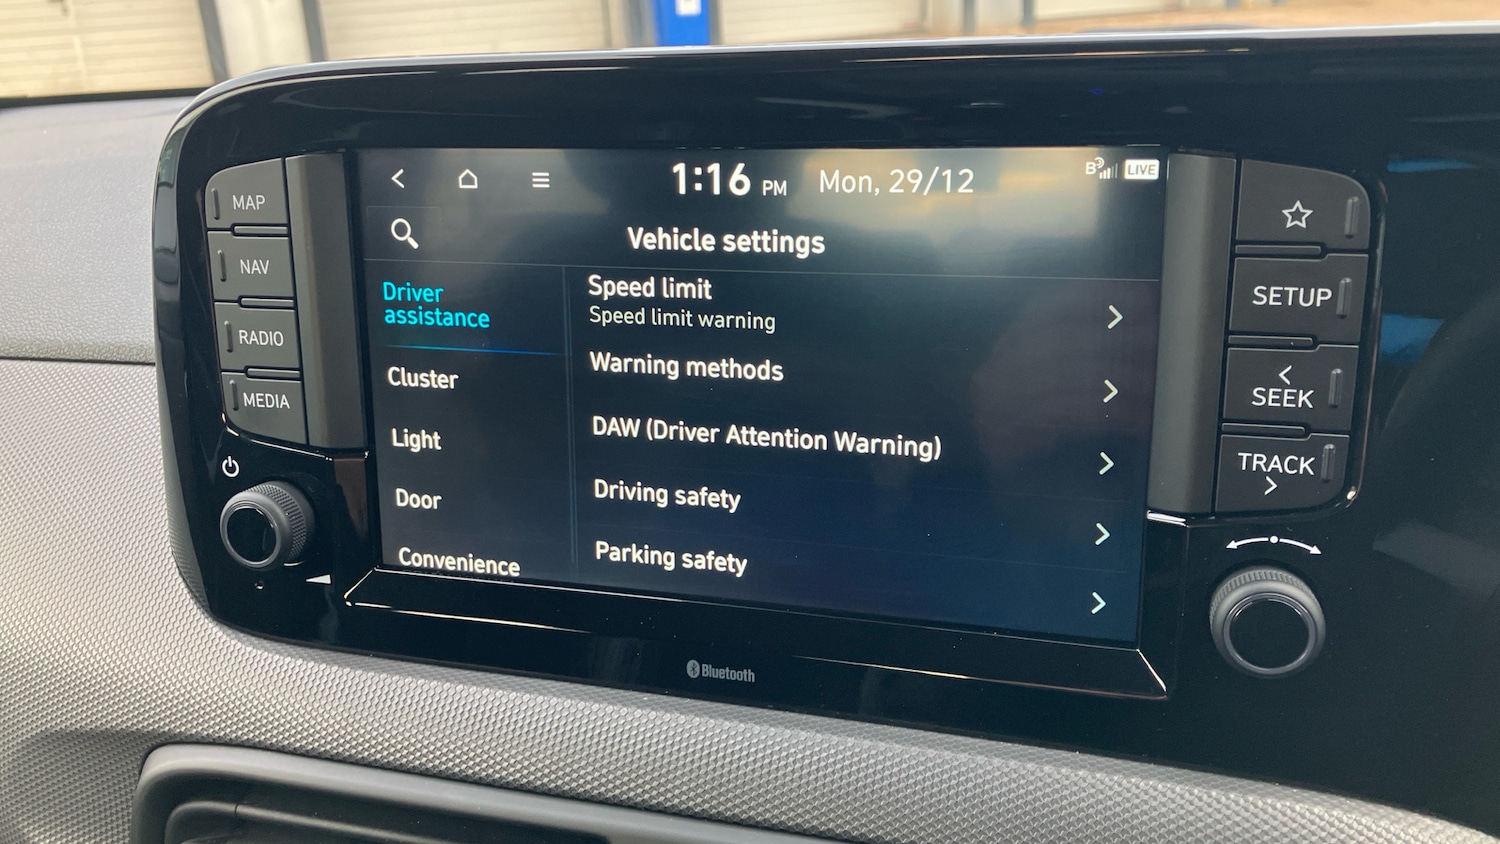 1:16 PM Mon, 29/12
B LIVE
Vehicle settings
Driver
assistance
Cluster
Light
Door
Convenience
Speed limit
Speed limit warning
Warning methods
DAW (Driver Attention Warning)
Driving safety
Parking safety
MAP
NAV
RADIO
MEDIA
SETUP
SEEK
TRACK
Bluetooth